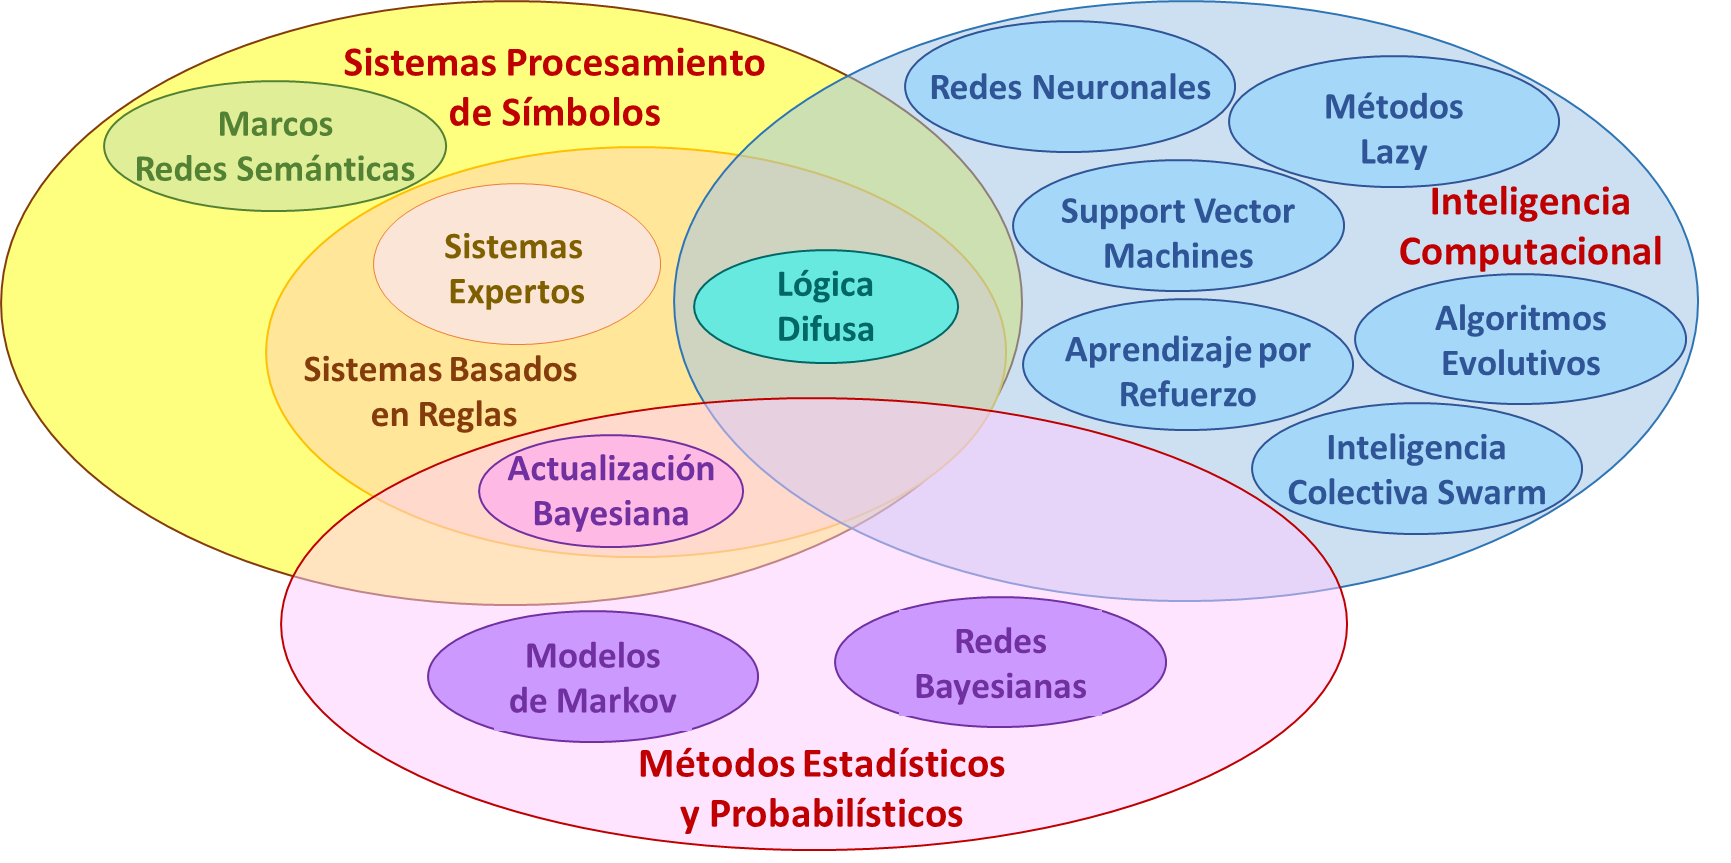 Sistemas Procesamiento
de Símbolos
Marcos
Redes Semánticas
Sistemas
Expertos
Sistemas Basados
en Reglas
Lógica
Difusa
Actualización
Bayesiana
Redes Neuronales
Métodos
Lazy
Support Vector
Machines
Inteligencia
Computacional
Aprendizaje por
Refuerzo
Algoritmos
Evolutivos
Inteligencia
Colectiva Swarm
Modelos
de Markov
Redes
Bayesianas
Métodos Estadísticos
y Probabilísticos